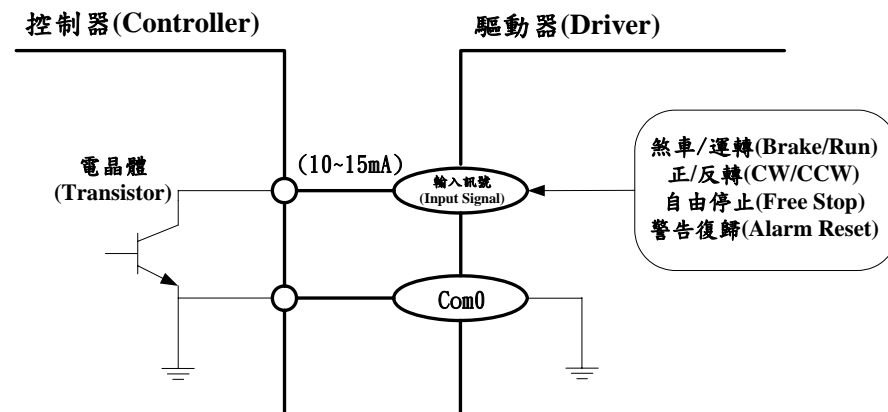 控制器(Controller)
驅動器(Driver)
電晶體
(Transistor)
(10~15mA)
輸入訊號
(Input Signal)
煞車/運轉(Brake/Run)
正/反轉(CW/CCW)
自由停止(Free Stop)
警告復歸(Alarm Reset)
Com0